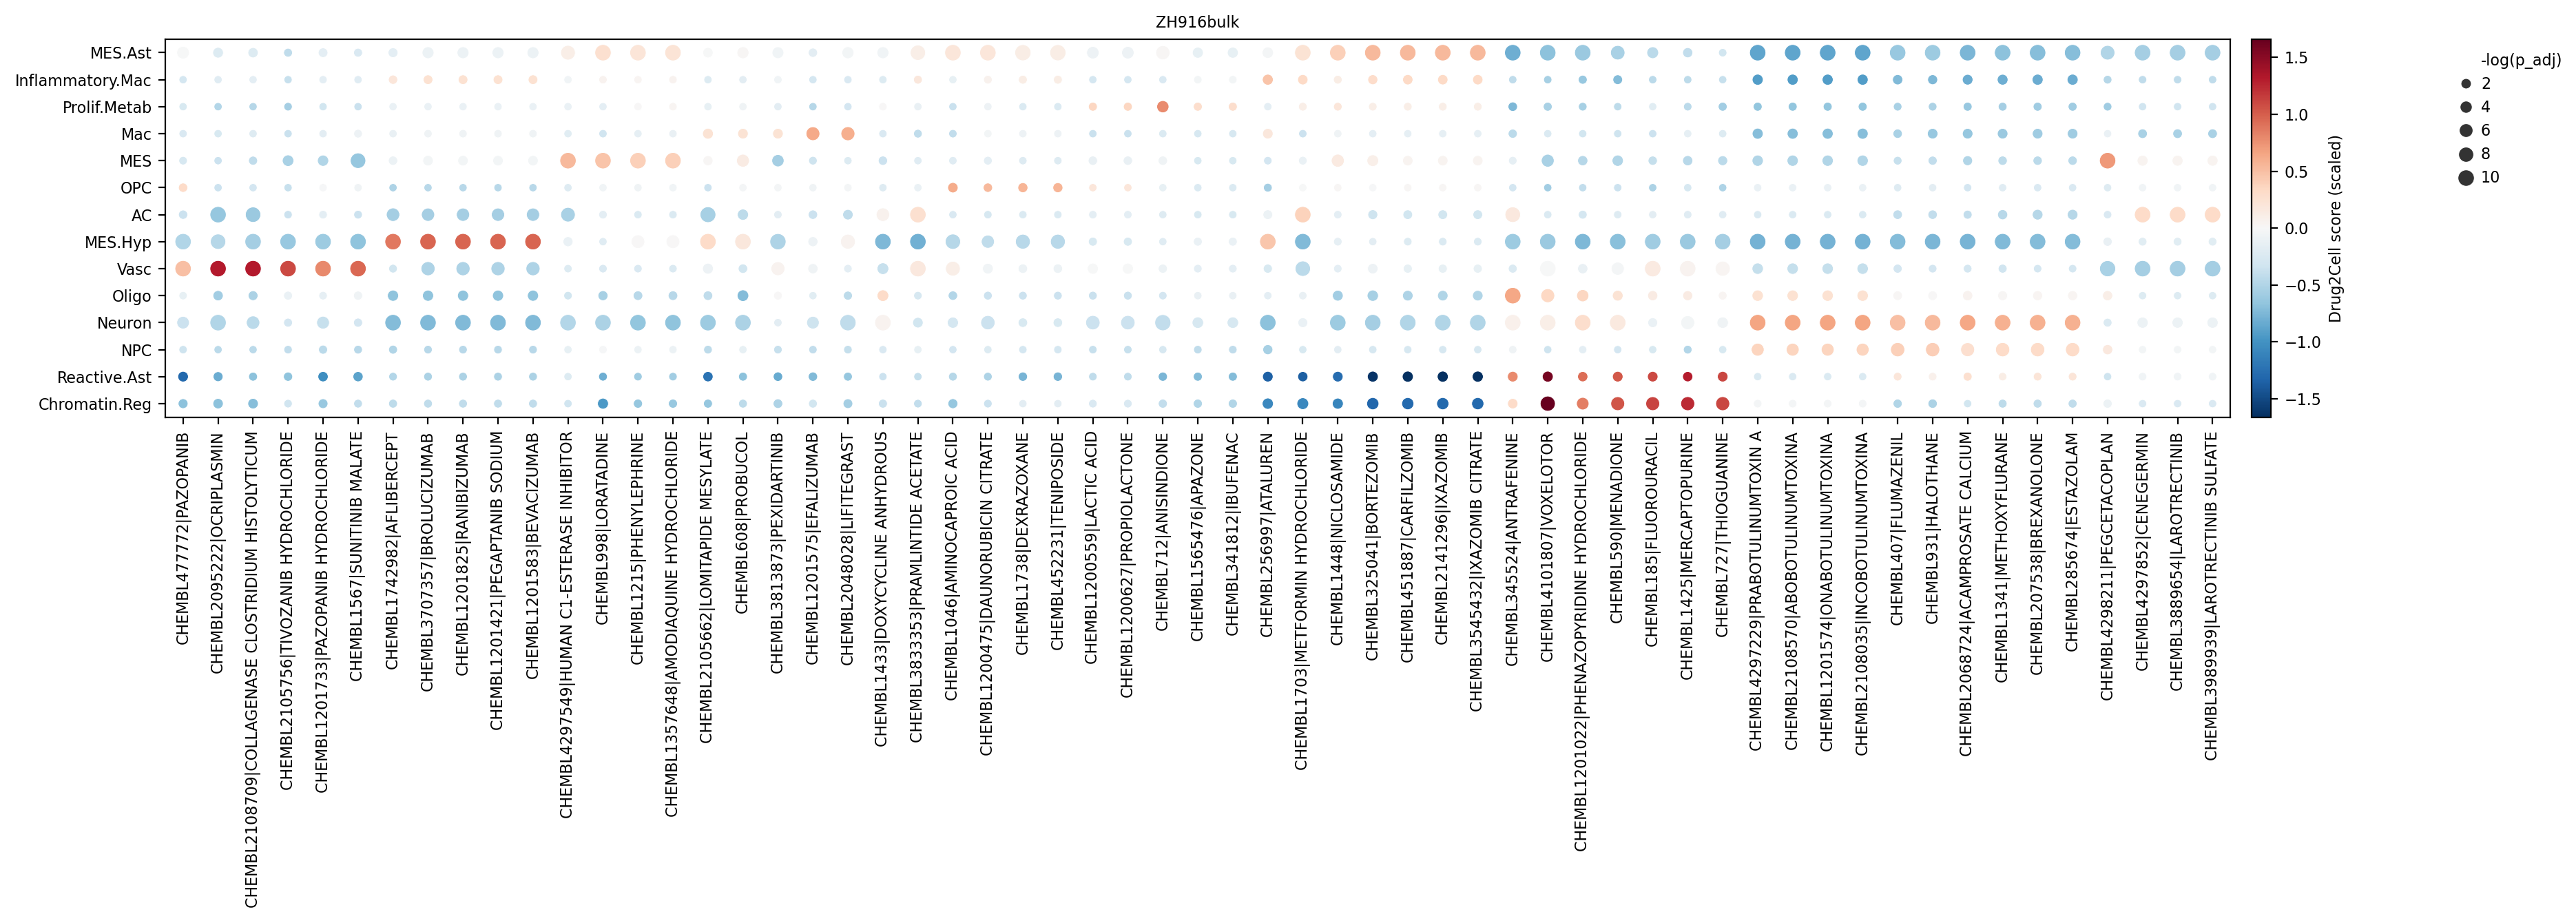 ZH916bulk
MES.Ast
Inflammatory.Mac
Prolif.Metab
Mac
MES
OPC
AC
MES.Hyp
Vasc
Oligo
Neuron
NPC
Reactive.Ast
Chromatin.Reg
CHEMBL477772|PAZOPANIB
CHEMBL2095222|OCRIPLASMIN
CHEMBL2108709|COLLAGENASE CLOSTRIDIUM HISTOLYTICUM
CHEMBL2105756|TIVOZANIB HYDROCHLORIDE
CHEMBL1201733|PAZOPANIB HYDROCHLORIDE
CHEMBL1567|SUNITINIB MALATE
CHEMBL1742982|AFLIBERCEPT
CHEMBL3707357|BROLUCIZUMAB
CHEMBL1201825|RANIBIZUMAB
CHEMBL1201421|PEGAPTANIB SODIUM
CHEMBL1201583|BEVACIZUMAB
CHEMBL4297549|HUMAN C1-ESTERASE INHIBITOR
CHEMBL998|LORATADINE
CHEMBL1215|PHENYLEPHRINE
CHEMBL1357648|AMODIAQUINE HYDROCHLORIDE
CHEMBL2105662|LOMITAPIDE MESYLATE
CHEMBL608|PROBUCOL
CHEMBL3813873|PEXIDARTINIB
CHEMBL1201575|EFALIZUMAB
CHEMBL2048028|LIFITEGRAST
CHEMBL1433|DOXYCYCLINE ANHYDROUS
CHEMBL3833353|PRAMLINTIDE ACETATE
CHEMBL1046|AMINOCAPROIC ACID
CHEMBL1200475|DAUNORUBICIN CITRATE
CHEMBL1738|DEXRAZOXANE
CHEMBL452231|TENIPOSIDE
CHEMBL1200559|LACTIC ACID
CHEMBL1200627|PROPIOLACTONE
CHEMBL712|ANISINDIONE
CHEMBL1565476|APAZONE
CHEMBL341812|IBUFENAC
CHEMBL256997|ATALUREN
CHEMBL1703|METFORMIN HYDROCHLORIDE
CHEMBL1448|NICLOSAMIDE
CHEMBL325041|BORTEZOMIB
CHEMBL451887|CARFILZOMIB
CHEMBL2141296|IXAZOMIB
CHEMBL3545432|IXAZOMIB CITRATE
CHEMBL345524|ANTRAFENINE
CHEMBL4101807|VOXELOTOR
CHEMBL1201022|PHENAZOPYRIDINE HYDROCHLORIDE
CHEMBL590|MENADIONE
CHEMBL185|FLUOROURACIL
CHEMBL1425|MERCAPTOPURINE
CHEMBL727|THIOGUANINE
CHEMBL4297229|PRABOTULINUMTOXIN A
CHEMBL2108570|ABOBOTULINUMTOXINA
CHEMBL1201574|ONABOTULINUMTOXINA
CHEMBL2108035|INCOBOTULINUMTOXINA
CHEMBL407|FLUMAZENIL
CHEMBL931|HALOTHANE
CHEMBL2068724|ACAMPROSATE CALCIUM
CHEMBL1341|METHOXYFLURANE
CHEMBL207538|BREXANOLONE
CHEMBL285674|ESTAZOLAM
CHEMBL4298211|PEGCETACOPLAN
CHEMBL4297852|CENEGERMIN
CHEMBL3889654|LAROTRECTINIB
CHEMBL3989939|LAROTRECTINIB SULFATE
1.5
1.0
0.5
0.0
−0.5
−1.0
−1.5
Drug2Cell score (scaled)
-log(p_adj)
2
4
6
8
10